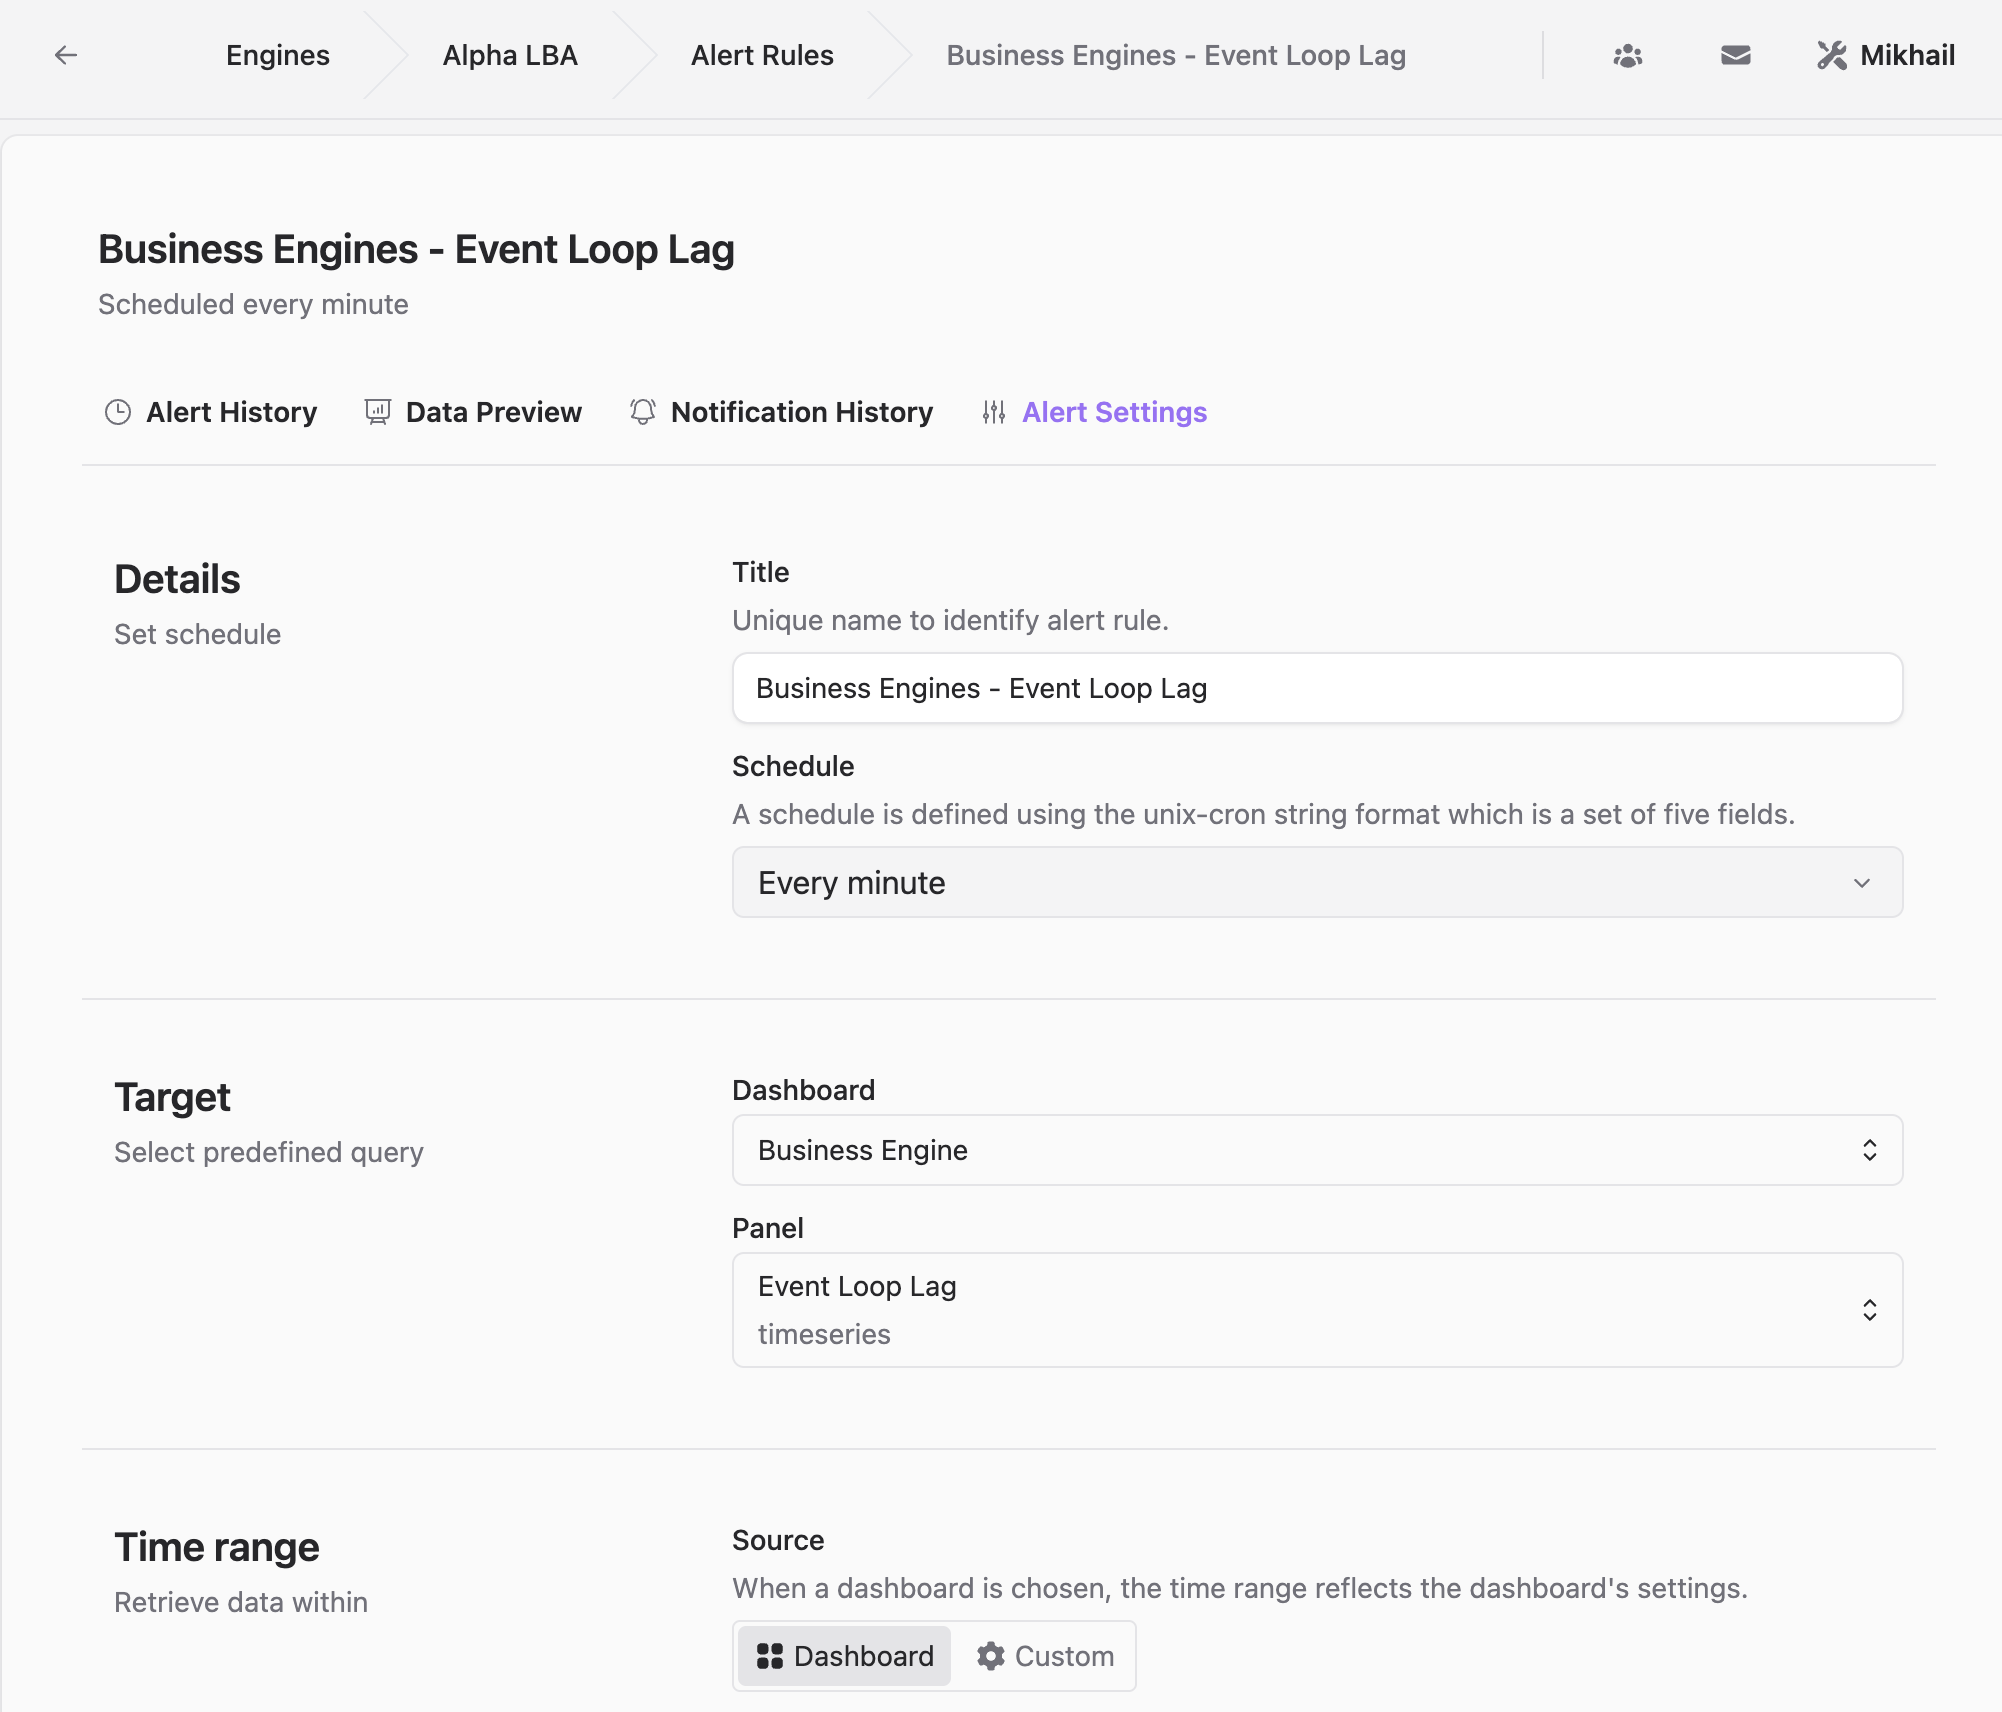 Engines
Alpha LBA
Alert Rules
Business Engines - Event Loop Lag
Mikhail
Business Engines - Event Loop Lag
Scheduled every minute
Alert History
Data Preview
Notification History
Alert Settings
Details
Set schedule
Title
Unique name to identify alert rule.
Business Engines - Event Loop Lag
Schedule
A schedule is defined using the unix-cron string format which is a set of five fields.
Every minute
Target
Select predefined query
Dashboard
Business Engine
Panel
Event Loop Lag
timeseries
Time range
Retrieve data within
Source
When a dashboard is chosen, the time range reflects the dashboard's settings.
Dashboard
Custom